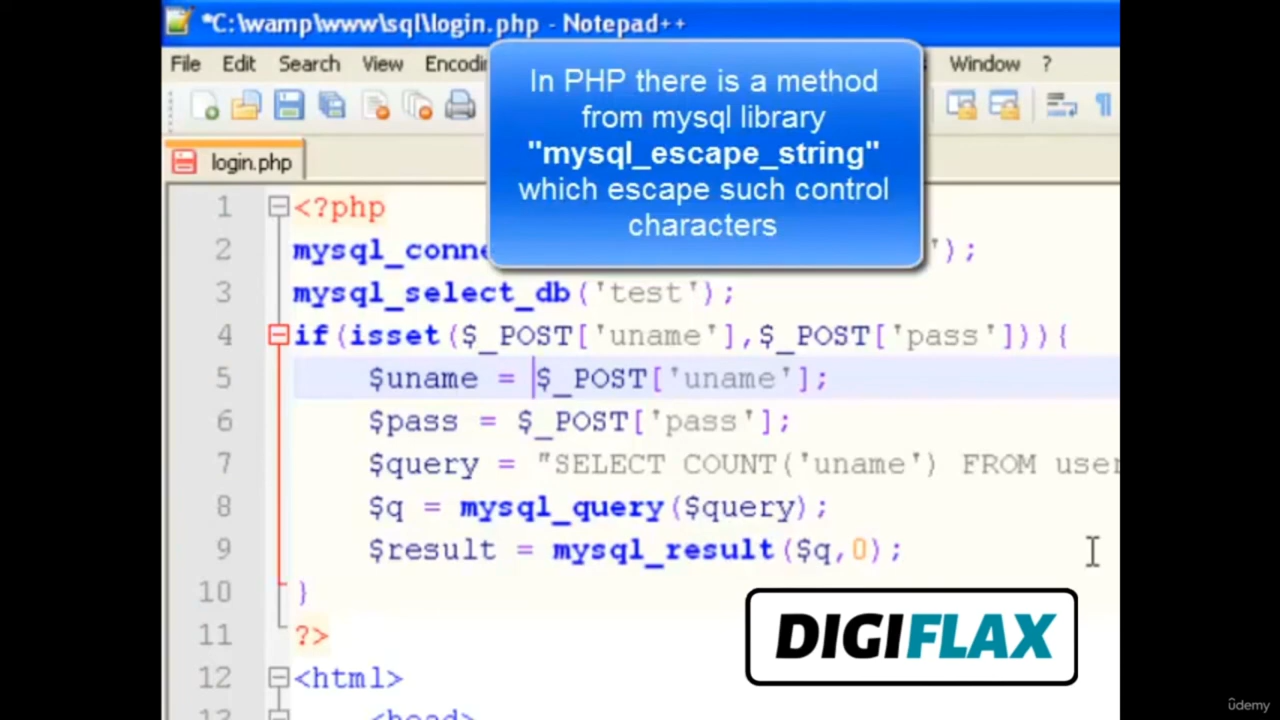 *C:\wamp\www\sql\login.php - Notepad++
File Edit Search View Window ?
In PHP there is a method
from mysql library
"mysql_escape_string"
which escape such control
characters
login.php
1 <?php
2 mysql_conne ');
3 mysql_select_db('test');
4 if(isset($_POST['uname'],$_POST['pass'])){
5 $uname = $_POST['uname'];
6 $pass = $_POST['pass'];
7 $query = "SELECT COUNT('uname') FROM user
8 $q = mysql_query($query);
9 $result = mysql_result($q,0);
10 }
11 ?>
12 <html>
13 <head>
DIGIFLAX
ûdemy